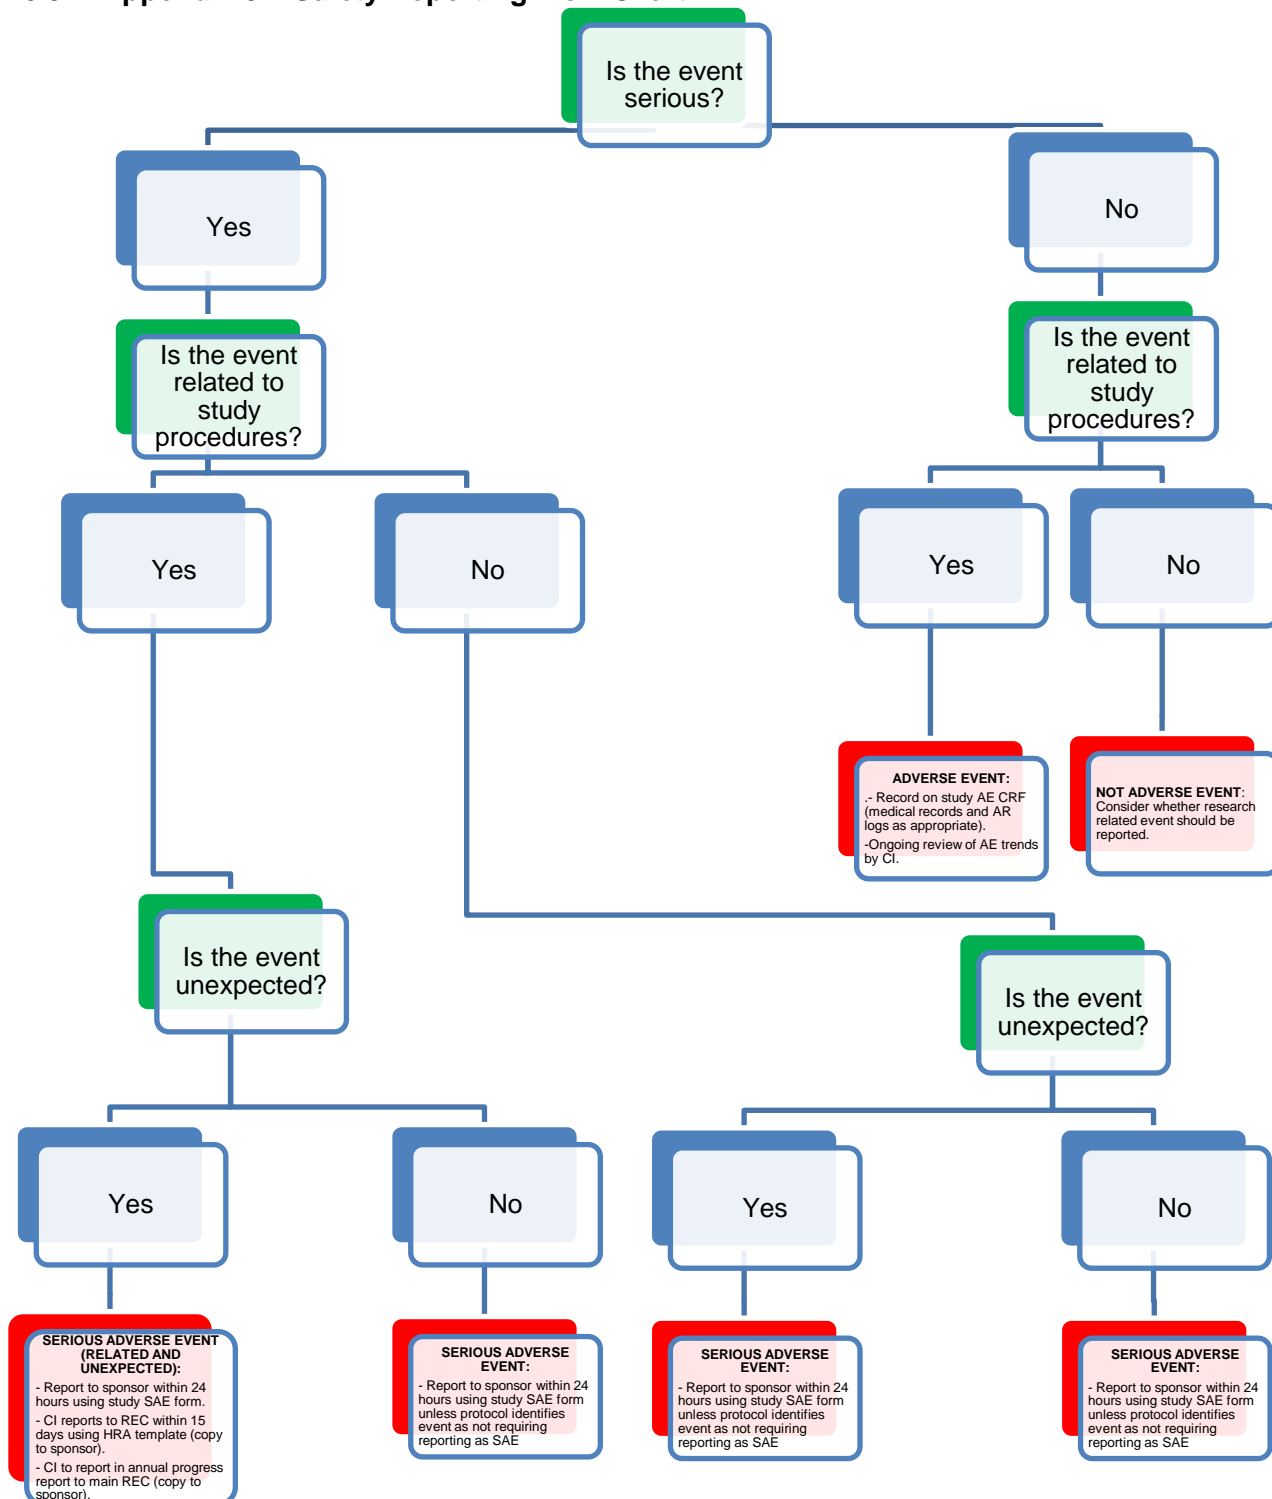 Is the event
serious?
Yes
No
Is the event
related to
study
procedures?
Is the event
related to
study
procedures?
Yes
No
Yes
No
ADVERSE EVENT:
.- Record on study AE CRF
(medical records and AR
logs as appropriate).
-Ongoing review of AE trends
by CI.
NOT ADVERSE EVENT:
Consider whether research
related event should be
reported.
Is the event
unexpected?
Is the event
unexpected?
Yes
No
Yes
No
SERIOUS ADVERSE EVENT
(RELATED AND
UNEXPECTED):
- Report to sponsor within 24
hours using study SAE form.
- CI reports to REC within 15
days using HRA template (copy
to sponsor).
- CI to report in annual progress
report to main REC (copy to
sponsor).
SERIOUS ADVERSE
EVENT:
- Report to sponsor within 24
hours using study SAE form
unless protocol identifies
event as not requiring
reporting as SAE
SERIOUS ADVERSE
EVENT:
- Report to sponsor within 24
hours using study SAE form
unless protocol identifies
event as not requiring
reporting as SAE
SERIOUS ADVERSE
EVENT:
- Report to sponsor within 24
hours using study SAE form
unless protocol identifies
event as not requiring
reporting as SAE